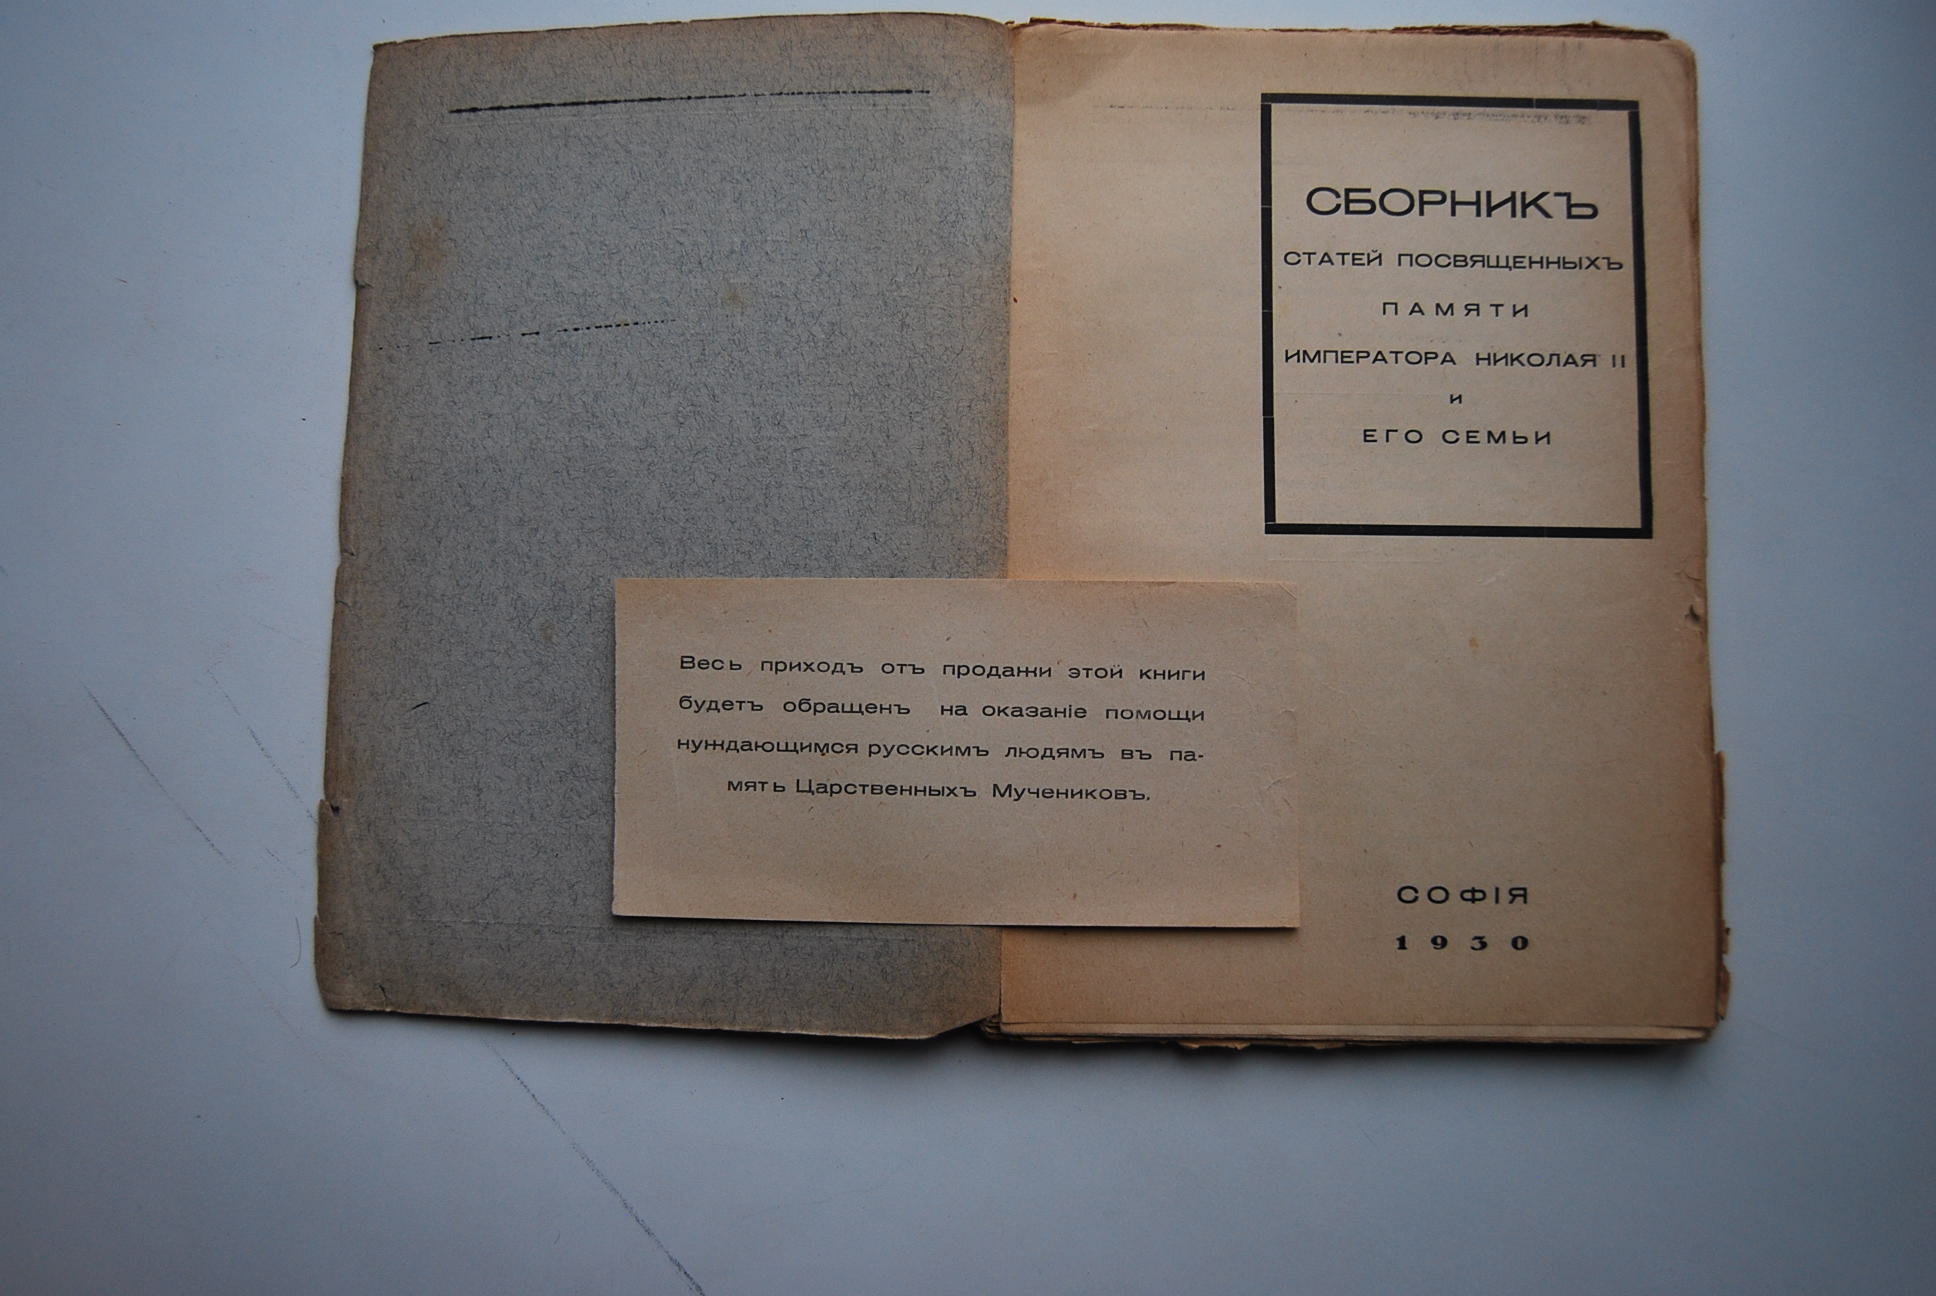 СБОРНИКЪ
СТАТЕЙ ПОСВЯЩЕННЫХЪ
ПАМЯТИ
ИМПЕРАТОРА НИКОЛАЯ II
И
ЕГО СЕМЬИ
Весь приходъ отъ продажи этой книги
будетъ обращенъ на оказаніе помощи
нуждающимся русскимъ людямъ въ па-
мять Царственныхъ Мучениковъ.
СОФІЯ
1930